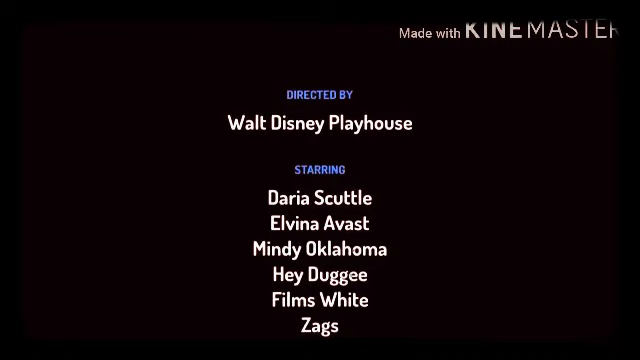 Made with KINEMASTER
DIRECTED BY
Walt Disney Playhouse
STARRING
Daria Scuttle
Elvina Avast
Mindy Oklahoma
Hey Duggee
Films White
Zags